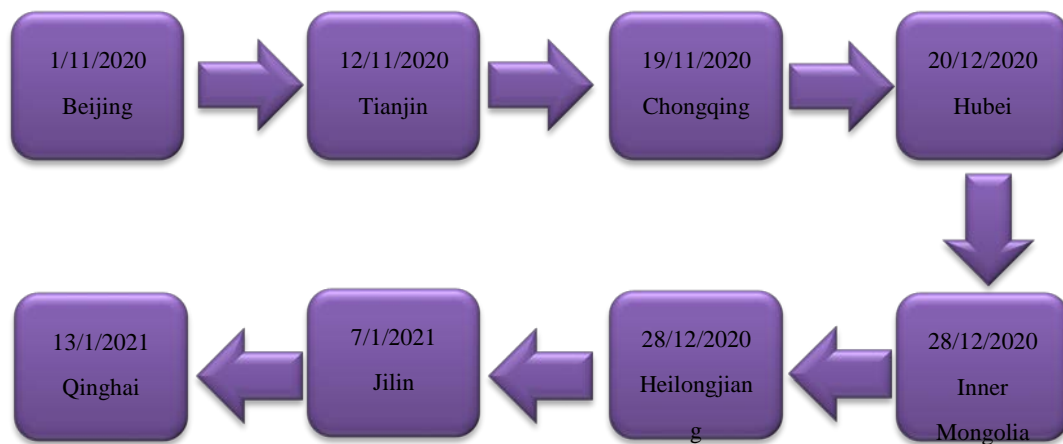 1/11/2020
Beijing
12/11/2020
Tianjin
19/11/2020
Chongqing
20/12/2020
Hubei
28/12/2020
Inner
Mongolia
28/12/2020
Heilongjian
g
7/1/2021
Jilin
13/1/2021
Qinghai